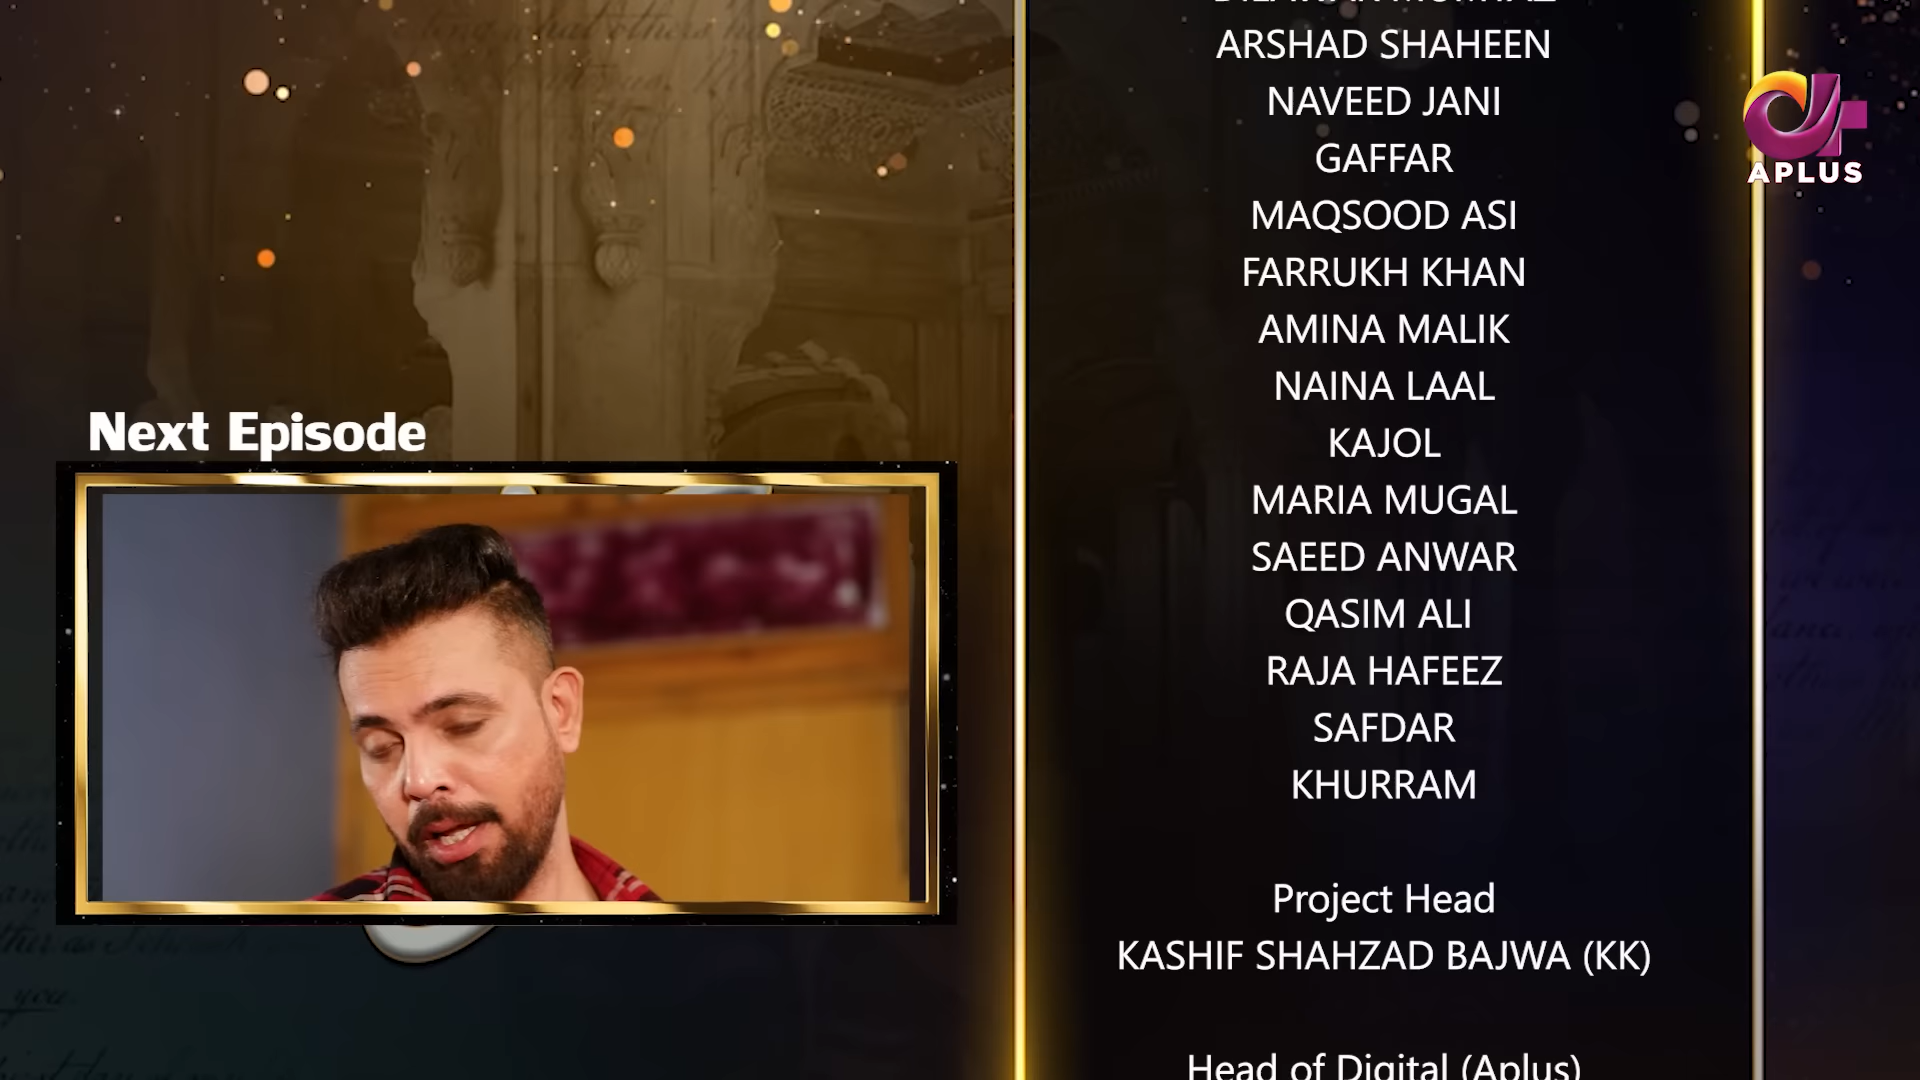 ARSHAD SHAHEEN
NAVEED JANI
GAFFAR
MAQSOOD ASI
FARRUKH KHAN
AMINA MALIK
NAINA LAAL
KAJOL
MARIA MUGAL
SAEED ANWAR
QASIM ALI
RAJA HAFEEZ
SAFDAR
KHURRAM
Project Head
KASHIF SHAHZAD BAJWA (KK)
Head of Digital (Aplus)
APLUS
Next Episode